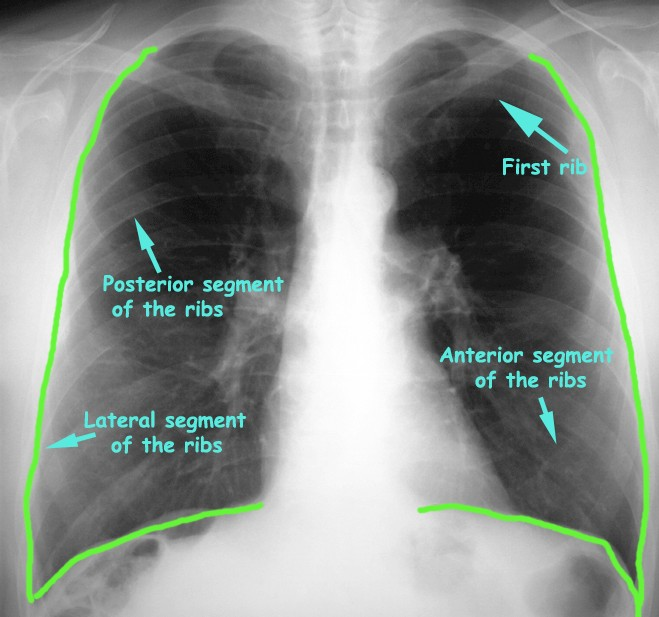 First rib
Posterior segment
of the ribs
Anterior segment
of the ribs
Lateral segment
of the ribs